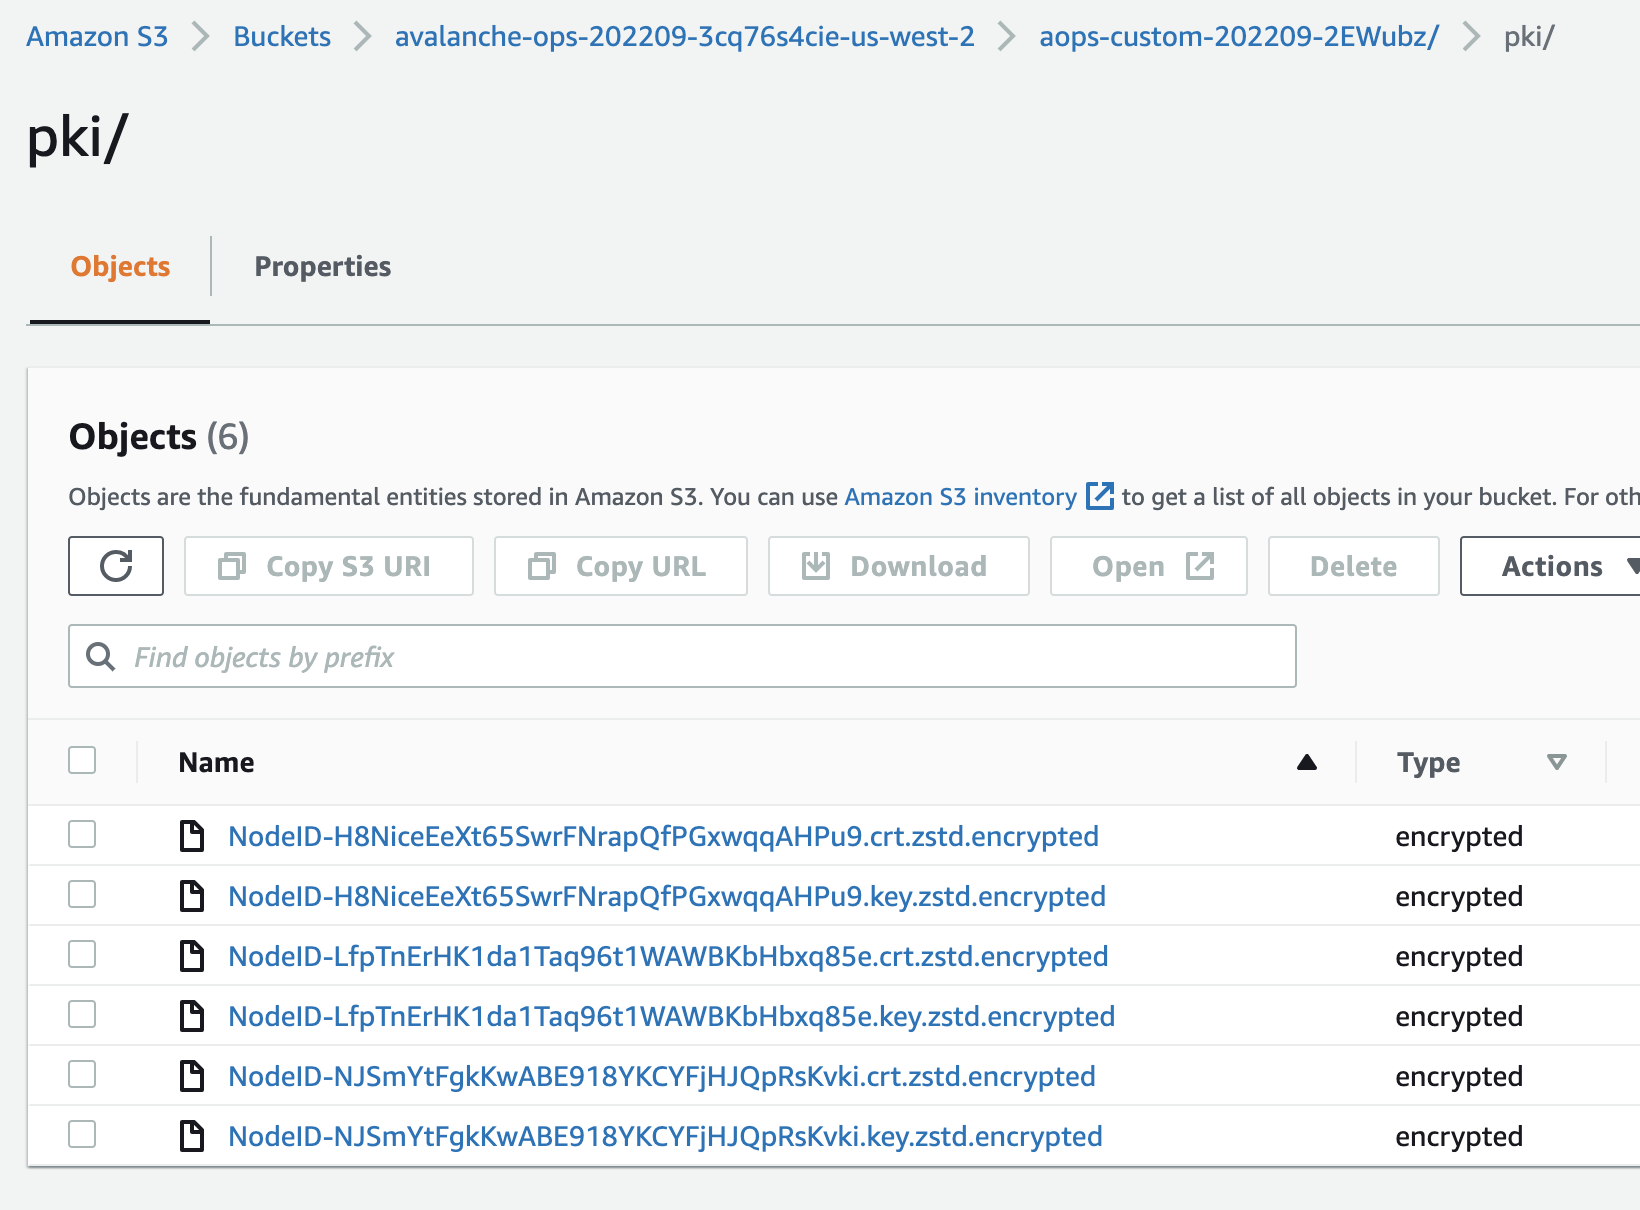 Amazon S3 > Buckets > avalanche-ops-202209-3cq76s4cie-us-west-2 > aops-custom-202209-2EWubz/ > pki/
pki/
Objects Properties
Objects (6)
Objects are the fundamental entities stored in Amazon S3. You can use Amazon S3 inventory to get a list of all objects in your bucket. For oth
Copy S3 URI Copy URL Download Open Delete Actions
Find objects by prefix
Name Type
NodeID-H8NiceEeXt65SwrFNrapQfPGxwqqAHPu9.crt.zstd.encrypted encrypted
NodeID-H8NiceEeXt65SwrFNrapQfPGxwqqAHPu9.key.zstd.encrypted encrypted
NodeID-LfpTnErHK1da1Taq96t1WAWBKbHbxq85e.crt.zstd.encrypted encrypted
NodeID-LfpTnErHK1da1Taq96t1WAWBKbHbxq85e.key.zstd.encrypted encrypted
NodeID-NJSmYtFgkKwABE918YKCYFjHJQpRsKvki.crt.zstd.encrypted encrypted
NodeID-NJSmYtFgkKwABE918YKCYFjHJQpRsKvki.key.zstd.encrypted encrypted